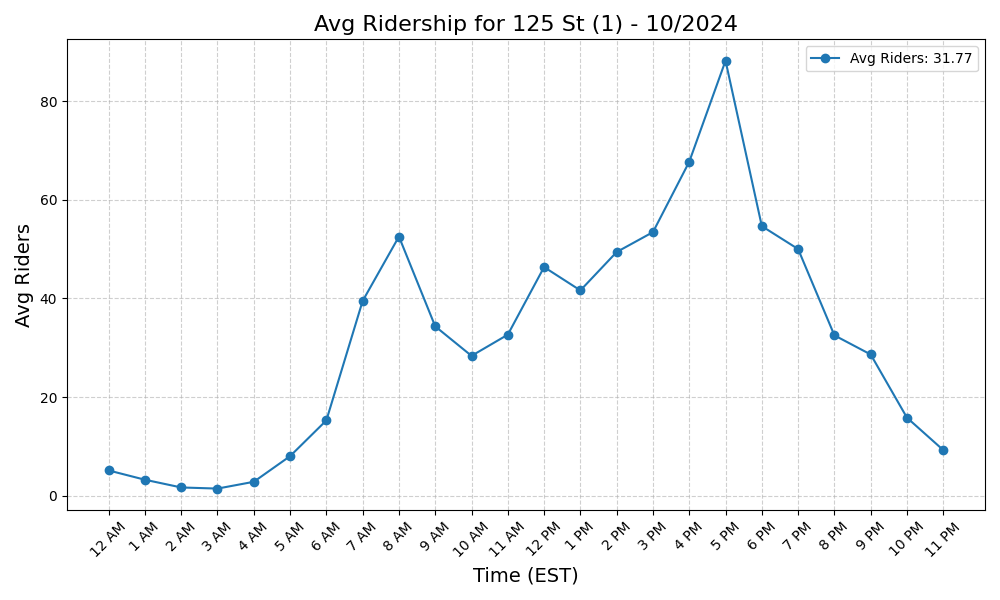 Avg Ridership for 125 St (1) - 10/2024
Avg Riders: 31.77
Avg Riders
80
60
40
20
0
12 AM
1 AM
2 AM
3 AM
4 AM
5 AM
6 AM
7 AM
8 AM
9 AM
10 AM
11 AM
12 PM
1 PM
2 PM
3 PM
4 PM
5 PM
6 PM
7 PM
8 PM
9 PM
10 PM
11 PM
Time (EST)